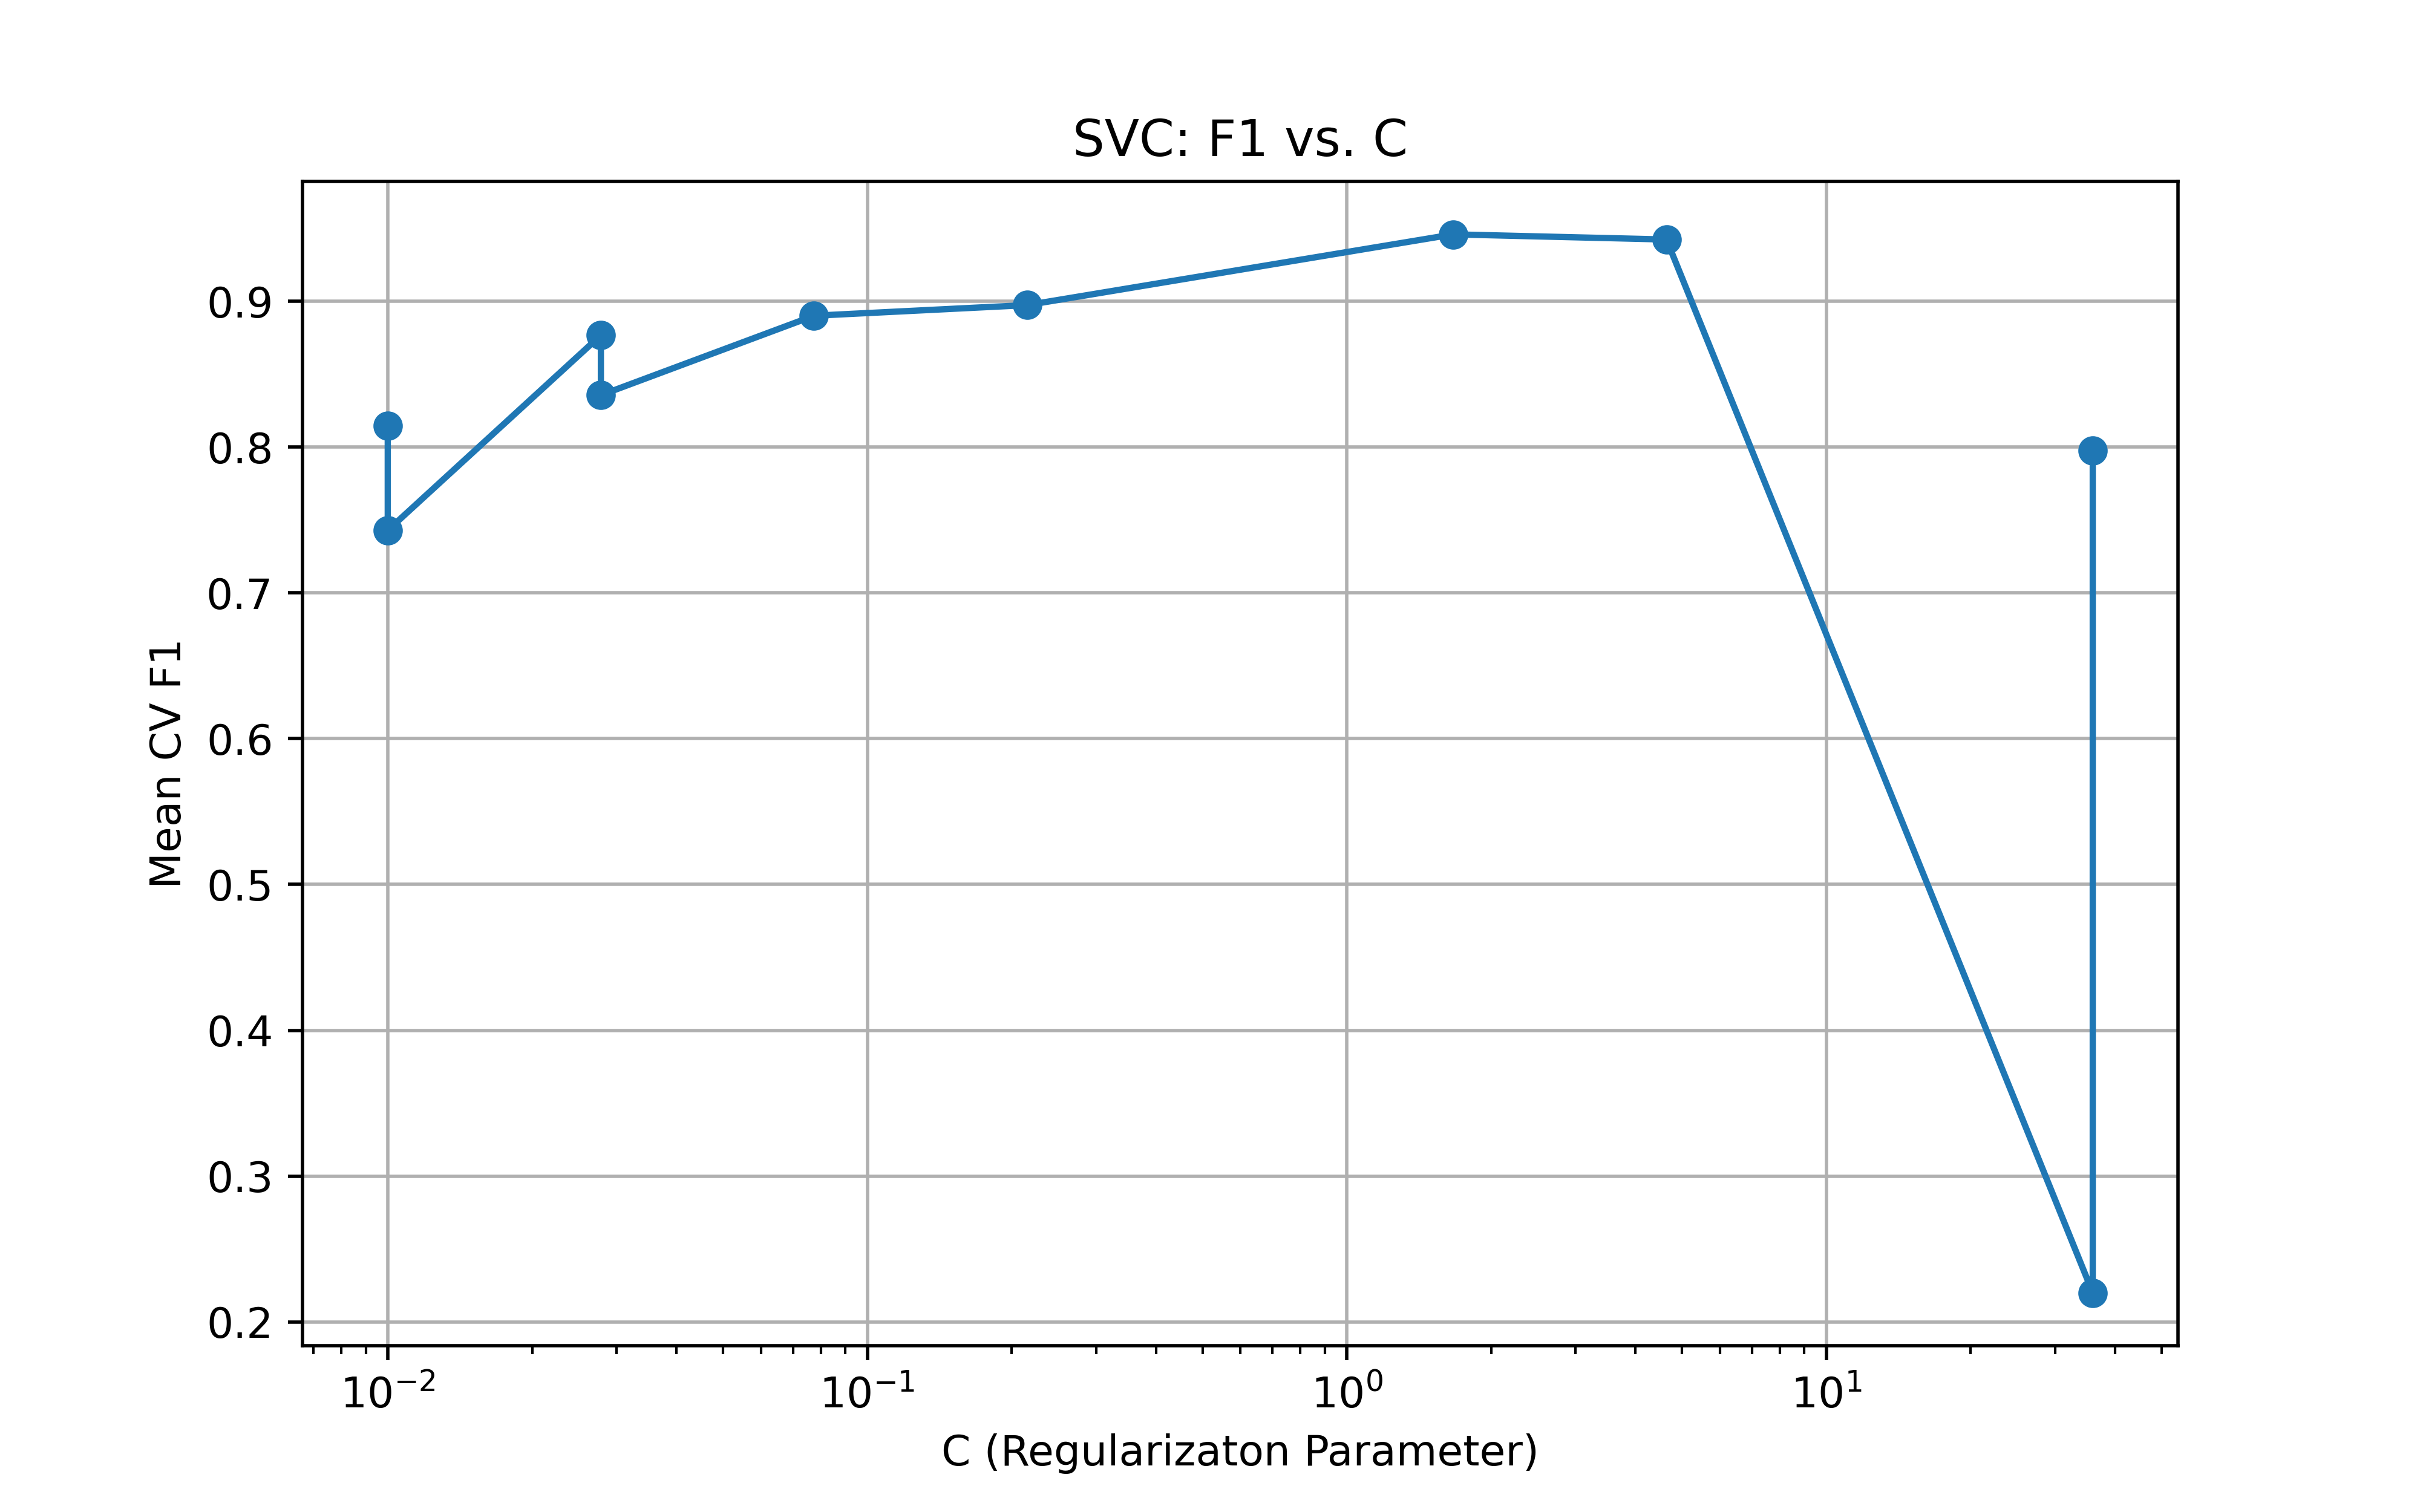 SVC: F1 vs. C
Mean CV F1
0.9
0.8
0.7
0.6
0.5
0.4
0.3
0.2
10⁻² 10⁻¹ 10⁰ 10¹
C (Regularizaton Parameter)